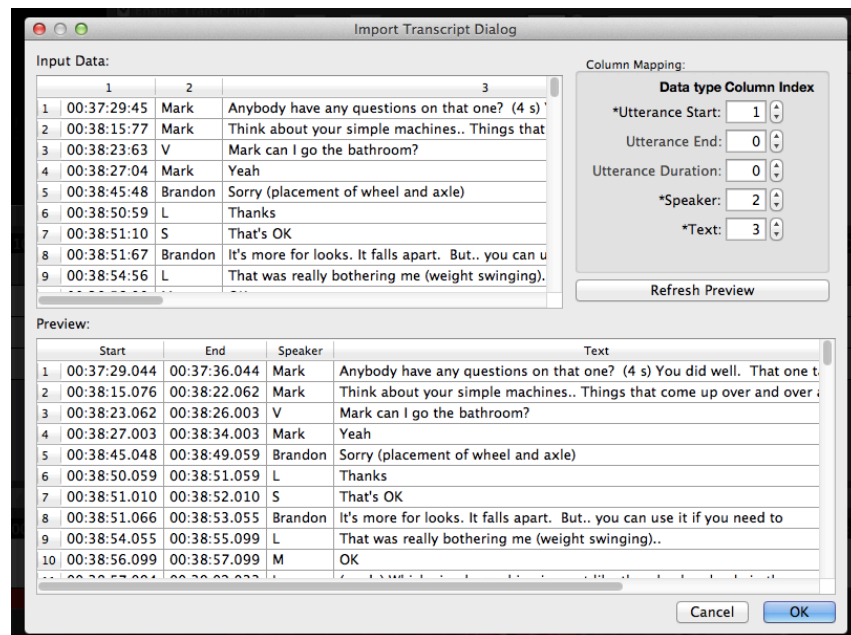 Import Transcript Dialog
Input Data:
1 2 3
1 00:37:29:45 Mark Anybody have any questions on that one? (4 s)
2 00:38:15:77 Mark Think about your simple machines.. Things that
3 00:38:23:63 V Mark can I go the bathroom?
4 00:38:27:04 Mark Yeah
5 00:38:45:48 Brandon Sorry (placement of wheel and axle)
6 00:38:50:59 L Thanks
7 00:38:51:10 S That's OK
8 00:38:51:67 Brandon It's more for looks. It falls apart. But.. you can u
9 00:38:54:56 L That was really bothering me (weight swinging).
Column Mapping:
Data type Column Index
*Utterance Start: 1
Utterance End: 0
Utterance Duration: 0
*Speaker: 2
*Text: 3
Refresh Preview
Preview:
Start End Speaker Text
1 00:37:29.044 00:37:36.044 Mark Anybody have any questions on that one? (4 s) You did well. That one t
2 00:38:15.076 00:38:22.062 Mark Think about your simple machines.. Things that come up over and over
3 00:38:23.062 00:38:26.003 V Mark can I go the bathroom?
4 00:38:27.003 00:38:34.003 Mark Yeah
5 00:38:45.048 00:38:49.059 Brandon Sorry (placement of wheel and axle)
6 00:38:50.059 00:38:51.059 L Thanks
7 00:38:51.010 00:38:52.010 S That's OK
8 00:38:51.066 00:38:53.055 Brandon It's more for looks. It falls apart. But.. you can use it if you need to
9 00:38:54.055 00:38:55.099 L That was really bothering me (weight swinging)..
10 00:38:56.099 00:38:57.099 M OK
Cancel OK